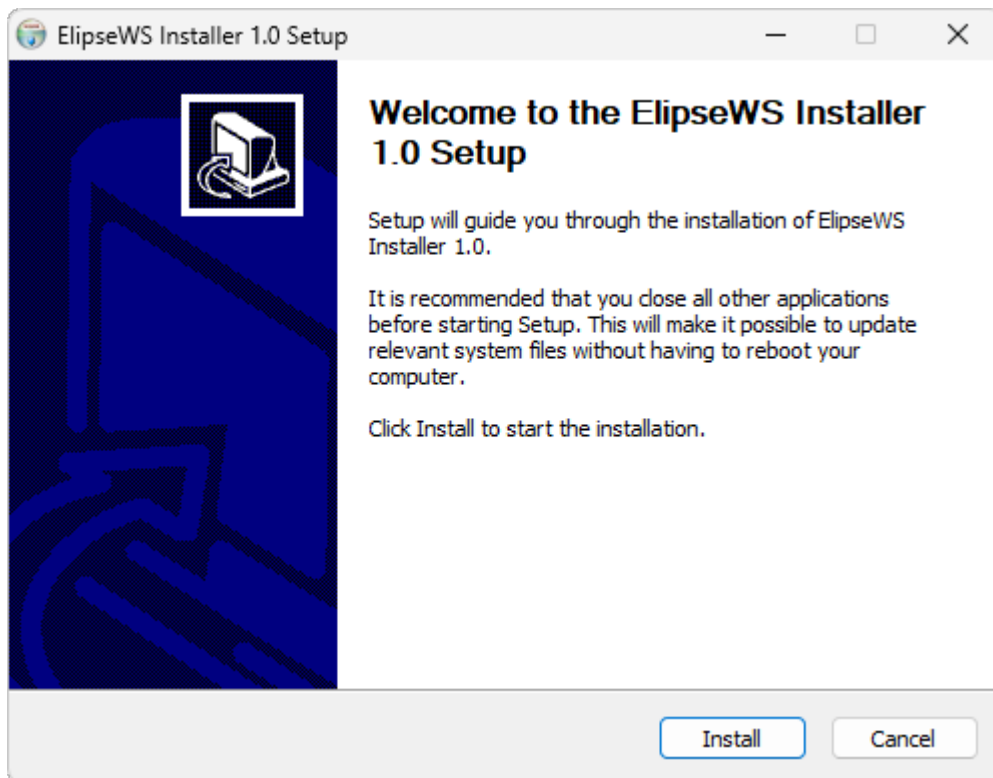 ElipseWS Installer 1.0 Setup
Welcome to the ElipseWS Installer
1.0 Setup
Setup will guide you through the installation of ElipseWS
Installer 1.0.
It is recommended that you close all other applications
before starting Setup. This will make it possible to update
relevant system files without having to reboot your
computer.
Click Install to start the installation.
Install
Cancel